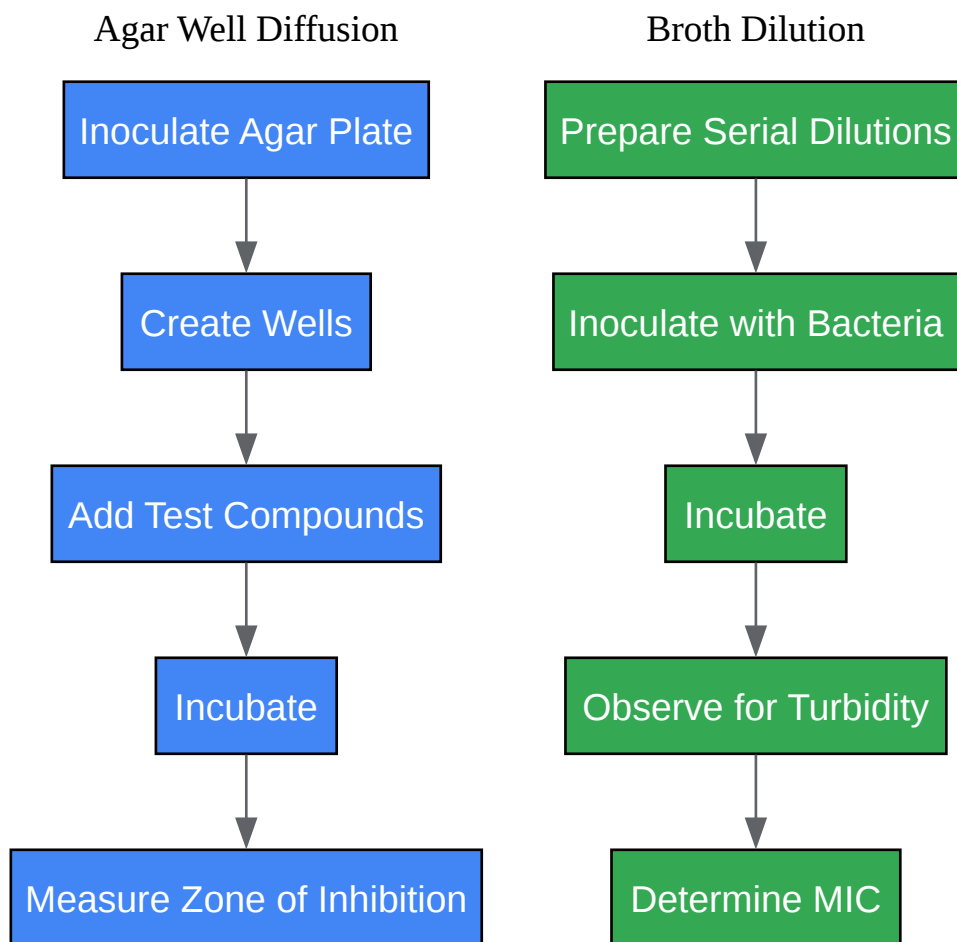 Agar Well Diffusion
Inoculate Agar Plate
Create Wells
Add Test Compounds
Incubate
Measure Zone of Inhibition
Broth Dilution
Prepare Serial Dilutions
Inoculate with Bacteria
Incubate
Observe for Turbidity
Determine MIC